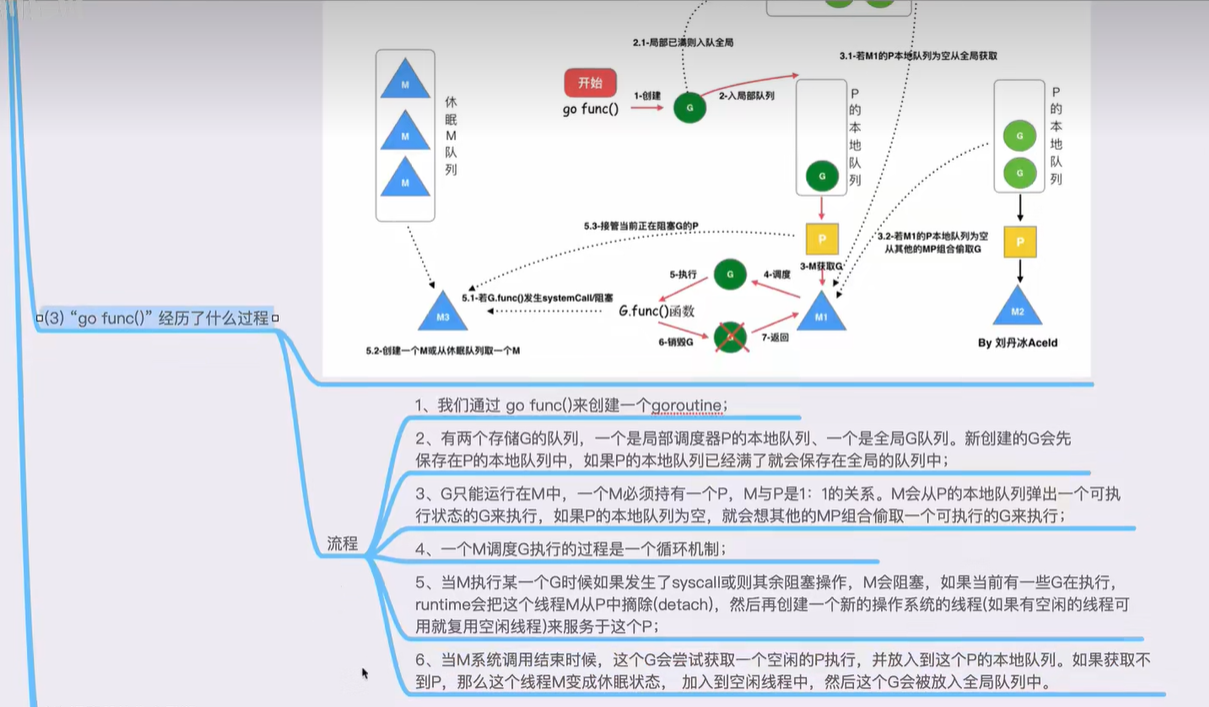 2.1-局部已满则入队全局
3.1-若M1的P本地队列为空从全局获取
开始
go func()
1-创建
G
2-入局部队列
M
M
M
休眠M队列
P的本地队列
G
P的本地队列
G
G
5.3-接管当前正在阻塞G的P
P
3.2-若M1的P本地队列为空
从其他的MP组合偷取G
P
3-M获取G
5-执行
G
4-调度
5.1-若G.func()发生systemCall/阻塞
G.func()函数
M3
M1
M2
6-销毁G
G
7-返回
5.2-创建一个M或从休眠队列取一个M
By 刘丹冰Aceld
(3) “go func()” 经历了什么过程
流程
1、我们通过 go func()来创建一个goroutine；
2、有两个存储G的队列，一个是局部调度器P的本地队列、一个是全局G队列。新创建的G会先
保存在P的本地队列中，如果P的本地队列已经满了就会保存在全局的队列中；
3、G只能运行在M中，一个M必须持有一个P，M与P是1：1的关系。M会从P的本地队列弹出一个可执
行状态的G来执行，如果P的本地队列为空，就会想其他的MP组合偷取一个可执行的G来执行；
4、一个M调度G执行的过程是一个循环机制；
5、当M执行某一个G时候如果发生了syscall或则其余阻塞操作，M会阻塞，如果当前有一些G在执行，
runtime会把这个线程M从P中摘除(detach)，然后再创建一个新的操作系统的线程(如果有空闲的线程可
用就复用空闲线程)来服务于这个P；
6、当M系统调用结束时候，这个G会尝试获取一个空闲的P执行，并放入到这个P的本地队列。如果获取不
到P，那么这个线程M变成休眠状态， 加入到空闲线程中，然后这个G会被放入全局队列中。